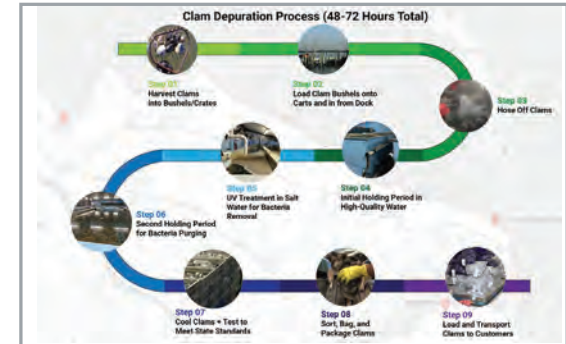 Clam Depuration Process (48-72 Hours Total)
Step 01
Harvest Clams
into Bushels/Crates
Step 02
Load Clam Bushels onto
Carts and in from Dock
Step 03
Hose Off Clams
Step 04
Initial Holding Period in
High-Quality Water
Step 05
UV Treatment in Salt
Water for Bacteria
Removal
Step 06
Second Holding Period
for Bacteria Purging
Step 07
Cool Clams + Test to
Meet State Standards
Step 08
Sort, Bag, and
Package Clams
Step 09
Load and Transport
Clams to Customers